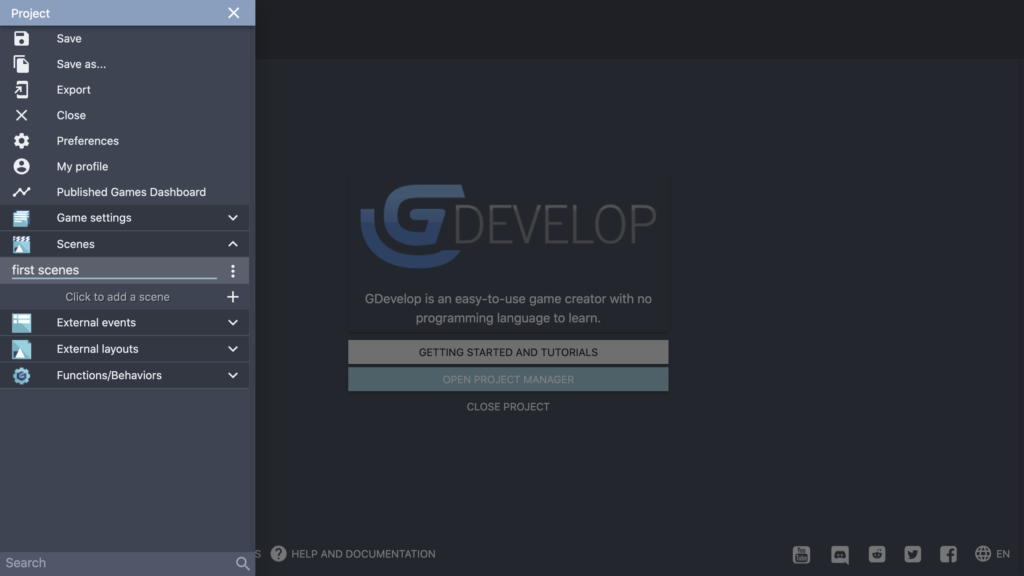 Project
Save
Save as...
Export
Close
Preferences
My profile
Published Games Dashboard
Game settings
Scenes
first scenes
Click to add a scene
External events
External layouts
Functions/Behaviors
Search
GDEVELOP
GDevelop is an easy-to-use game creator with no
programming language to learn.
GETTING STARTED AND TUTORIALS
OPEN PROJECT MANAGER
CLOSE PROJECT
S
HELP AND DOCUMENTATION
You
Tube
EN